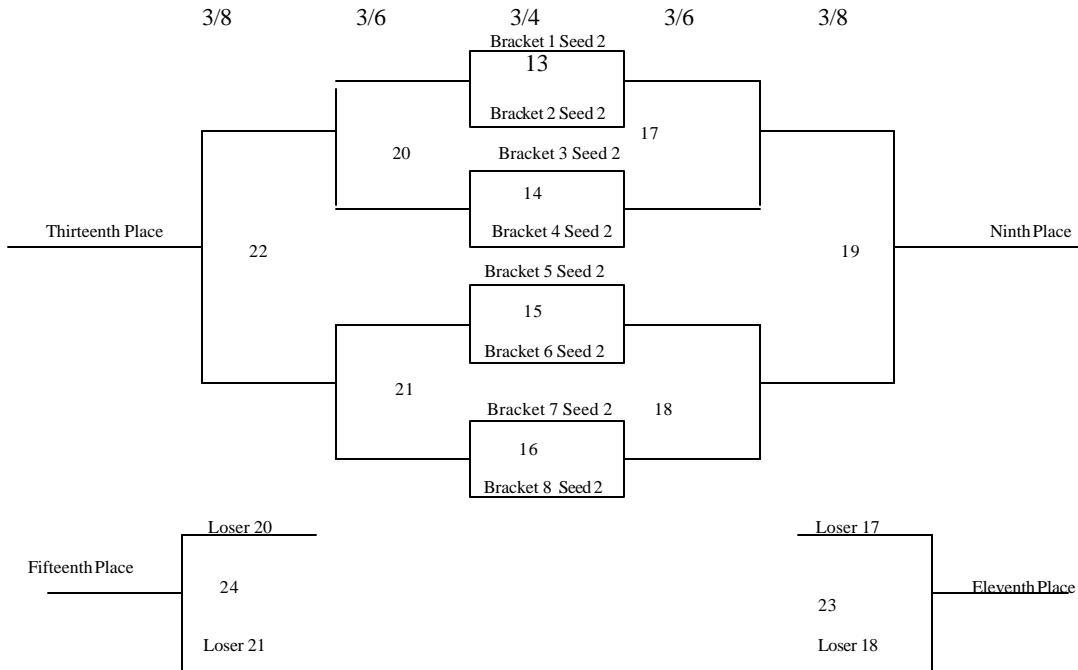 3/8 3/6 3/4 3/6 3/8
Bracket 1 Seed 2
13
Bracket 2 Seed 2
17
20
Bracket 3 Seed 2
14
Thirteenth Place
Bracket 4 Seed 2
Ninth Place
22
19
Bracket 5 Seed 2
15
Bracket 6 Seed 2
21
Bracket 7 Seed 2
18
16
Bracket 8 Seed 2
Loser 20
Loser 17
Fifteenth Place
24
Eleventh Place
23
Loser 21
Loser 18